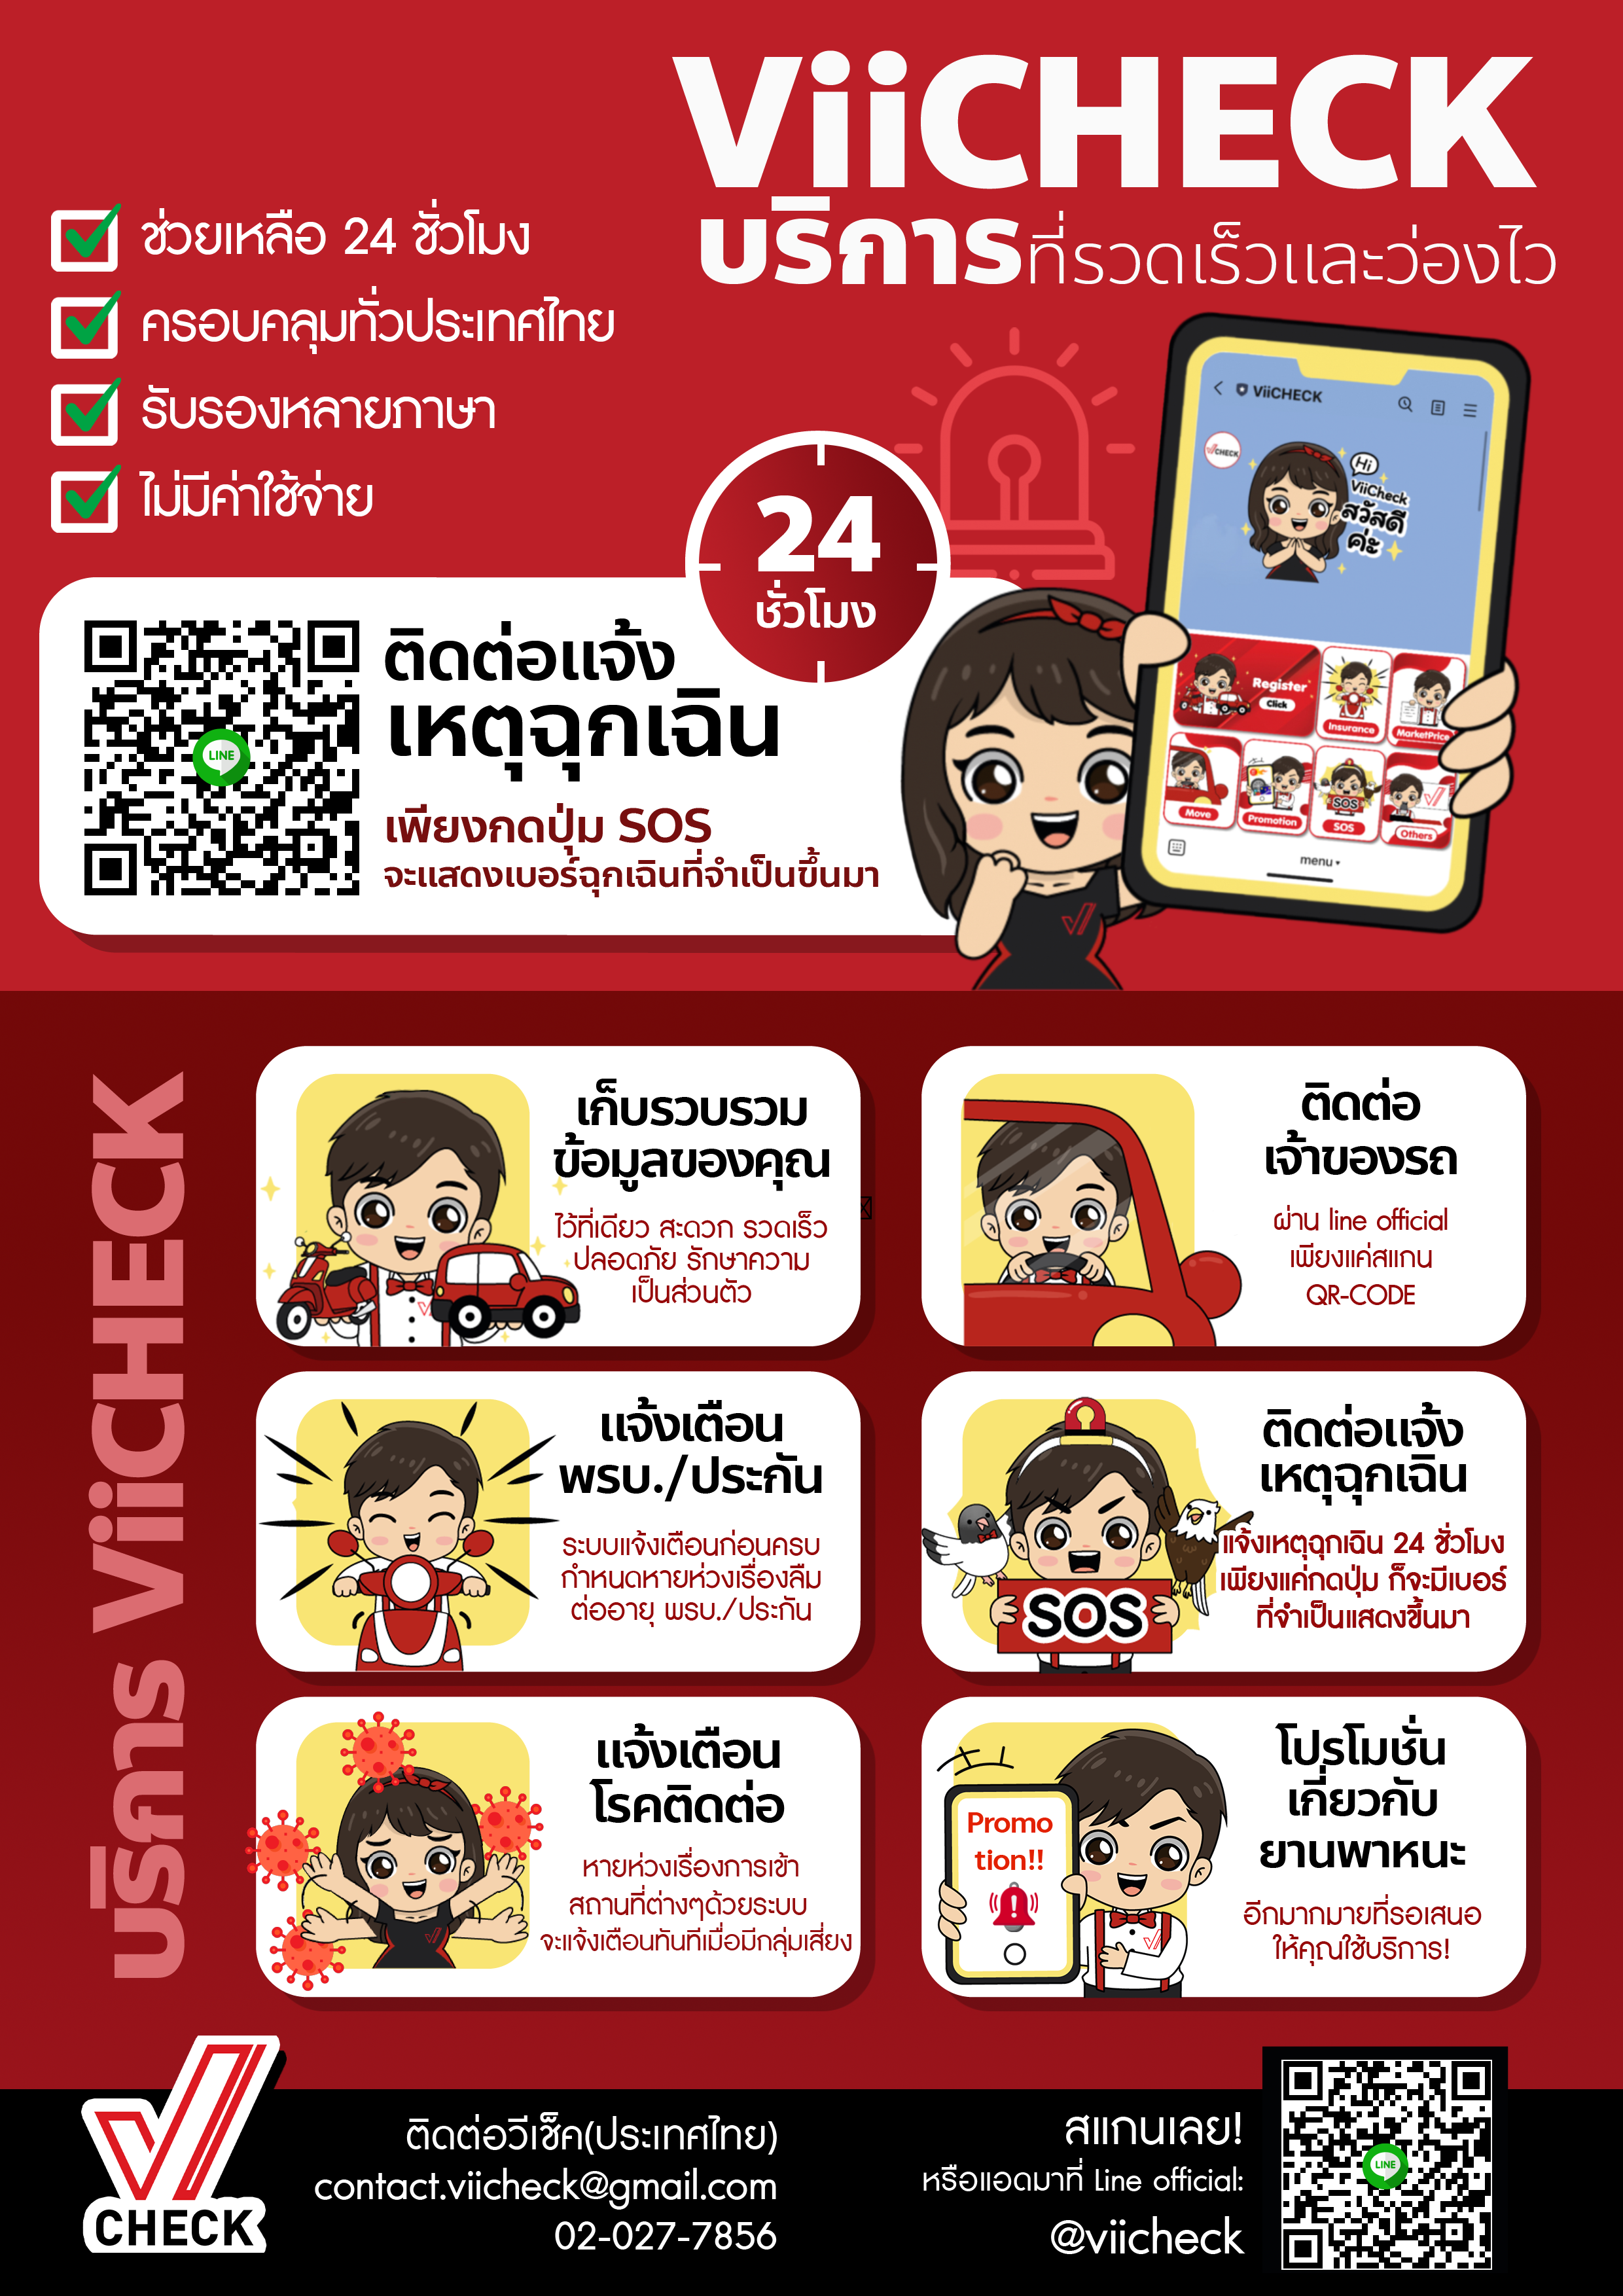 ViiCHECK
บริการที่รวดเร็วและว่องไว
ช่วยเหลือ 24 ชั่วโมง
ครอบคลุมทั่วประเทศไทย
รับรองหลายภาษา
ไม่มีค่าใช้จ่าย
24
ชั่วโมง
ติดต่อแจ้ง
เหตุฉุกเฉิน
เพียงกดปุ่ม SOS
จะแสดงเบอร์ฉุกเฉินที่จำเป็นขึ้นมา
LINE
ViiCHECK
CHECK
Hi
ViiCheck
สวัสดี
ค่ะ
Register
Click
Insurance
MarketPrice
Move
Promotion
SOS
SOS
Others
menu
บริการ ViiCHECK
เก็บรวบรวม
ข้อมูลของคุณ
ไว้ที่เดียว สะดวก รวดเร็ว
ปลอดภัย รักษาความ
เป็นส่วนตัว
ติดต่อ
เจ้าของรถ
ผ่าน line official
เพียงแค่สแกน
QR-CODE
แจ้งเตือน
พรบ./ประกัน
ระบบแจ้งเตือนก่อนครบ
กำหนดหายห่วงเรื่องลืม
ต่ออายุ พรบ./ประกัน
ติดต่อแจ้ง
เหตุฉุกเฉิน
แจ้งเหตุฉุกเฉิน 24 ชั่วโมง
เพียงแค่กดปุ่ม ก็จะมีเบอร์
ที่จำเป็นแสดงขึ้นมา
SOS
แจ้งเตือน
โรคติดต่อ
หายห่วงเรื่องการเข้า
สถานที่ต่างๆด้วยระบบ
จะแจ้งเตือนทันทีเมื่อมีกลุ่มเสี่ยง
Promo
tion!!
โปรโมชั่น
เกี่ยวกับ
ยานพาหนะ
อีกมากมายที่รอเสนอ
ให้คุณใช้บริการ!
CHECK
ติดต่อวีเช็ค(ประเทศไทย)
contact.viicheck@gmail.com
02-027-7856
สแกนเลย!
หรือแอดมาที่ Line official:
@viicheck
LINE